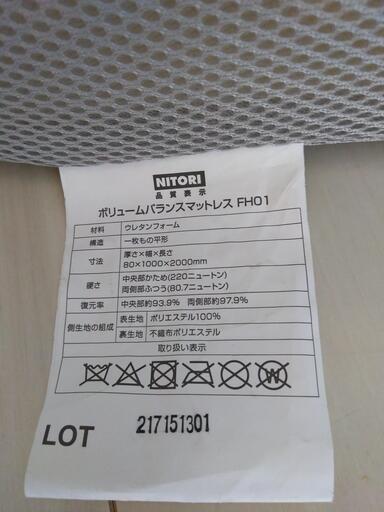 NITORI
品質表示
ボリュームバランスマットレス FH01
材料 ウレタンフォーム
構造 一枚もの平形
寸法 厚さ×幅×長さ
80×1000×2000mm
硬さ 中央部かため(220ニュートン)
両側部ふつう(80.7ニュートン)
復元率 中央部約93.9% 両側部約97.9%
側生地の組成 表生地 ポリエステル100%
裏生地 不織布ポリエステル
取り扱い表示
LOT 217151301